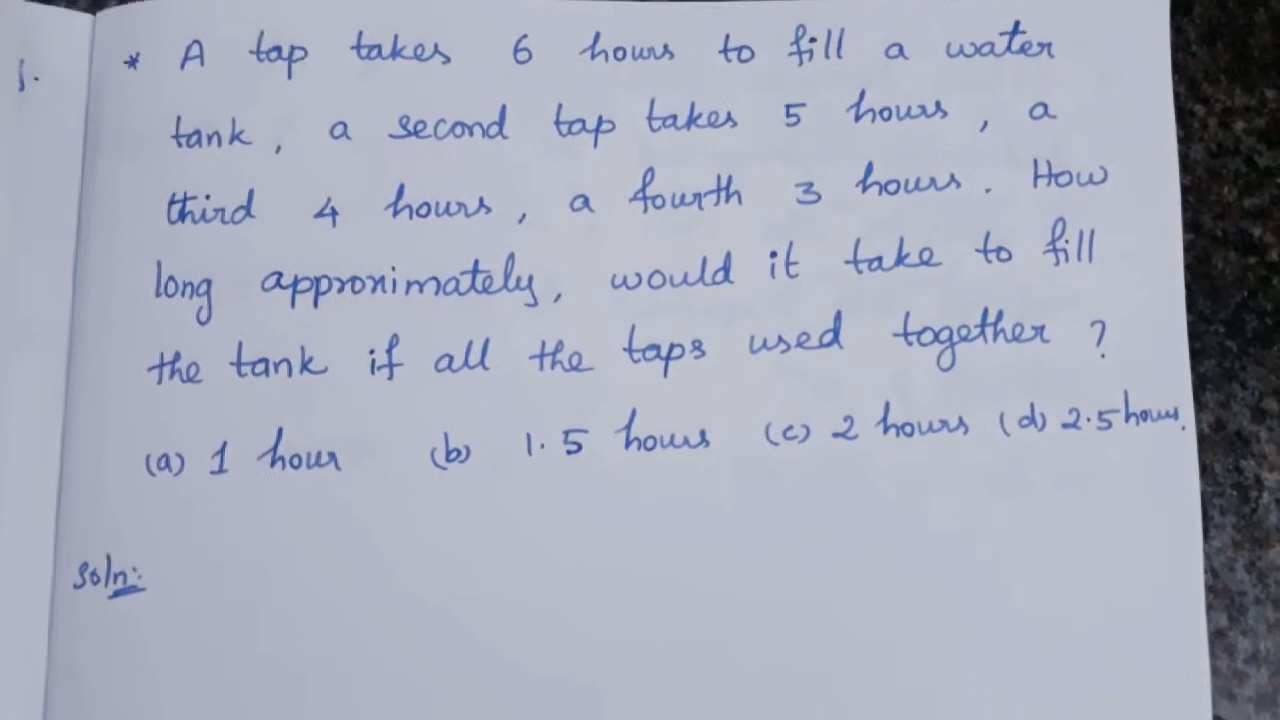 * A tap takes 6 hours to fill a water
tank, a second tap takes 5 hours, a
third 4 hours, a fourth 3 hours. How
long approximately, would it take to fill
the tank if all the taps used together ?
(a) 1 hour (b) 1.5 hours (c) 2 hours (d) 2.5 hours.
Soln: